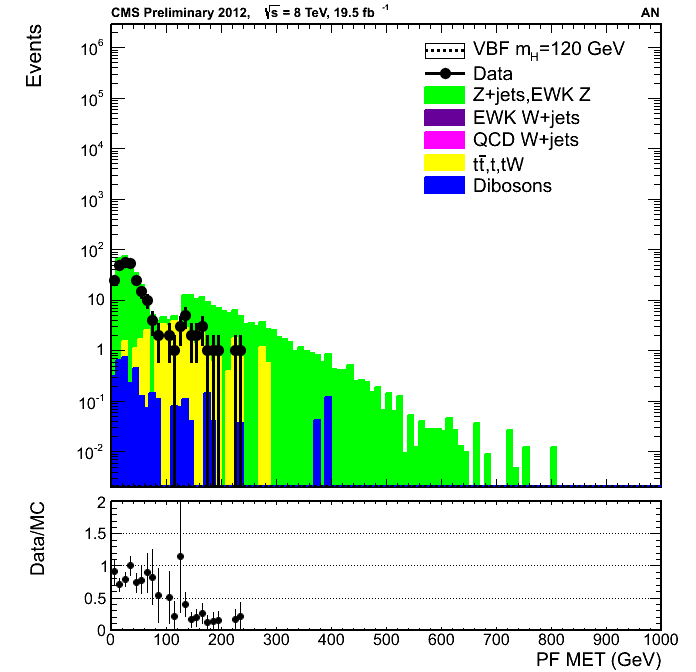 CMS Preliminary 2012, √s = 8 TeV, 19.5 fb⁻¹ AN
Events
10⁶
10⁵
10⁴
10³
10²
10
1
10⁻¹
10⁻²
VBF m_H=120 GeV
Data
Z+jets,EWK Z
EWK W+jets
QCD W+jets
tt̄,t,tW
Dibosons
Data/MC
2
1.5
1
0.5
0
0 100 200 300 400 500 600 700 800 900 1000
PF MET (GeV)